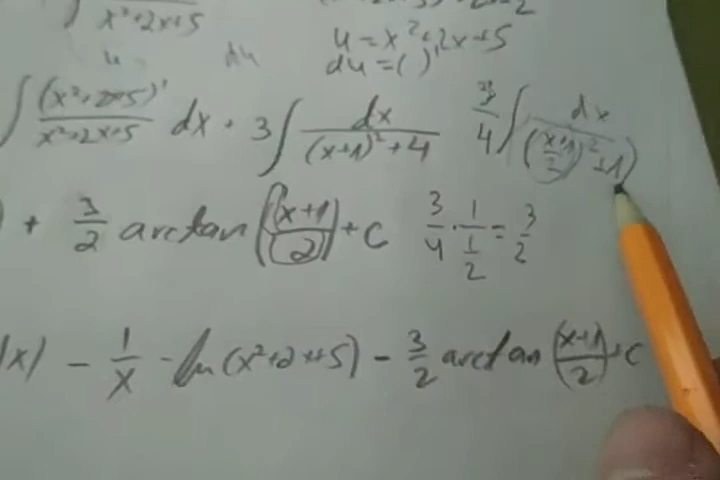 ∫ x²+2x+5
u = x²+2x+5
u du du = ( )'
∫ (x²+2x+5)' / x²+2x+5 dx + 3 ∫ dx / (x+1)²+4 3/4 ∫ dx / ((x+1)/2)²+1)
+ 3/2 arctan ((x+1)/2) + c 3/4 · 1/(1/2) = 3/2
x) - 1/x - ln (x²+2x+5) - 3/2 arctan ((x+1)/2) + c